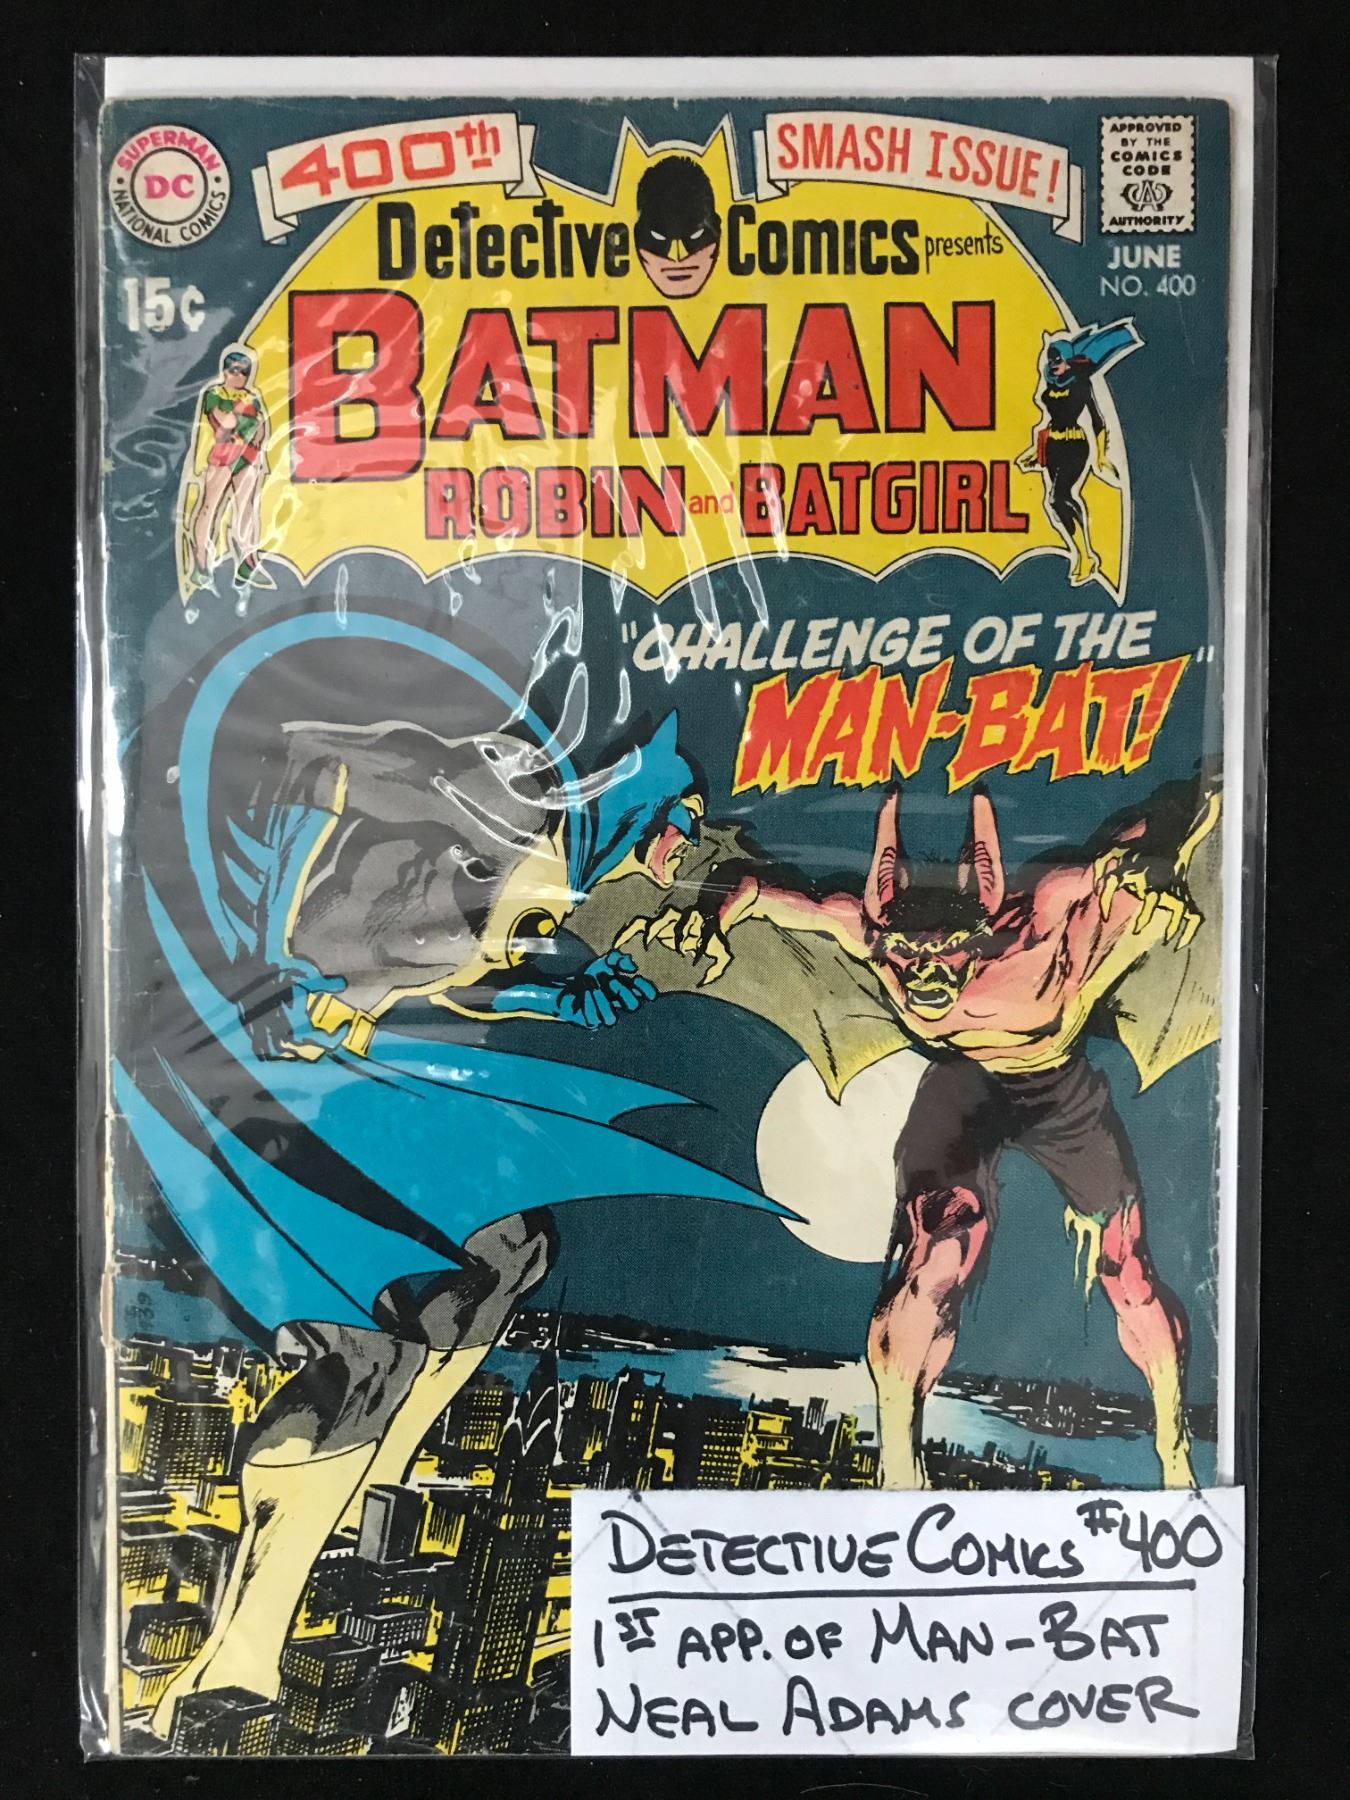 SUPERMAN
DC
NATIONAL COMICS
400th
SMASH ISSUE!
APPROVED
BY THE
COMICS
CODE
CA
AUTHORITY
Detective Comics presents
JUNE
NO. 400
15¢
BATMAN
ROBIN and BATGIRL
"CHALLENGE OF THE
MAN-BAT!"
DETECTIVE COMICS #400
1ST APP. OF MAN-BAT
NEAL ADAMS COVER